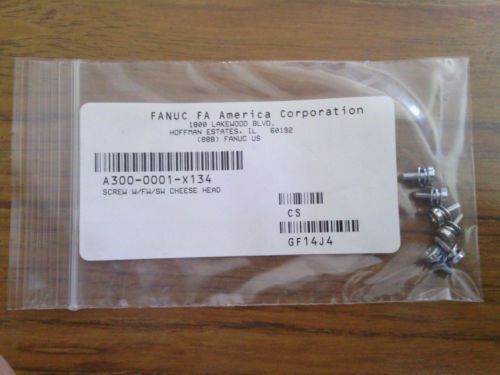 FANUC FA America Corporation
1800 LAKEWOOD BLVD.
HOFFMAN ESTATES, IL 60192
(888) FANUC US
A300-0001-X134
SCREW W/FW/SW CHEESE HEAD
CS
GF14J4